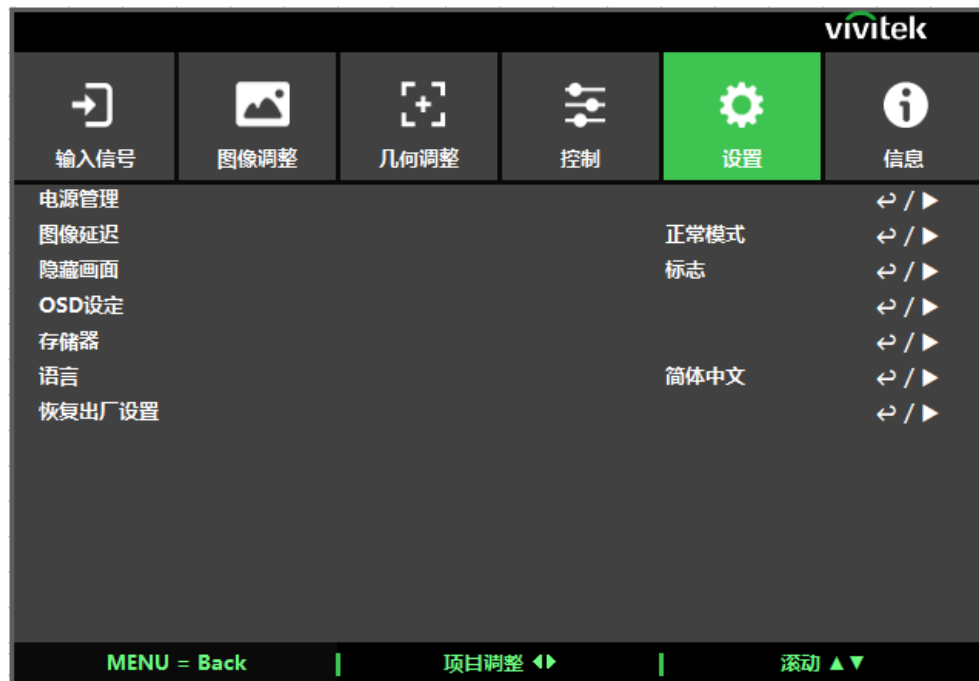 vivitek
输入信号 图像调整 几何调整 控制 设置 信息
电源管理
图像延迟 正常模式
隐藏画面 标志
OSD设定
存储器
语言 简体中文
恢复出厂设置
MENU = Back 项目调整 滚动